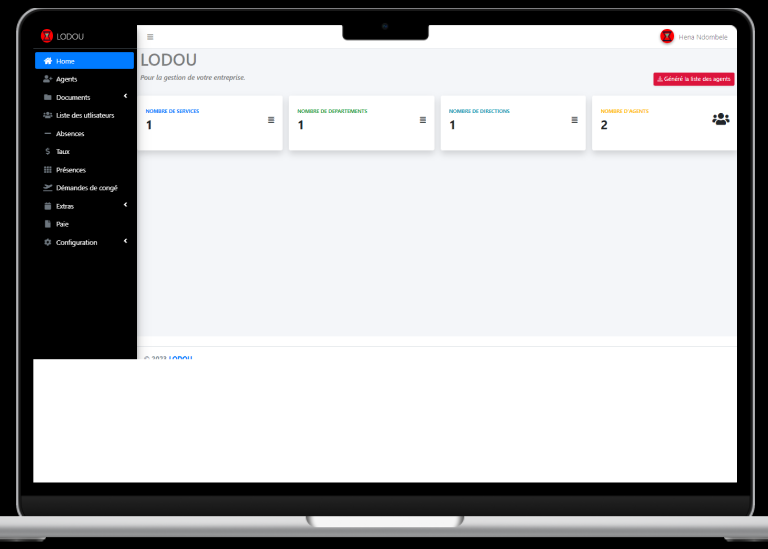 LODOU
Hena Ndombele
Home
Agents
Documents
Liste des utlisateurs
Absences
Taux
Présences
Démandes de congé
Extras
Paie
Configuration
LODOU
Pour la gestion de votre entreprise.
Généré la liste des agents
NOMBRE DE SERVICES
1
NOMBRE DE DEPARTEMENTS
1
NOMBRE DE DIRECTIONS
1
NOMBRE D'AGENTS
2
© 2023 LODOU